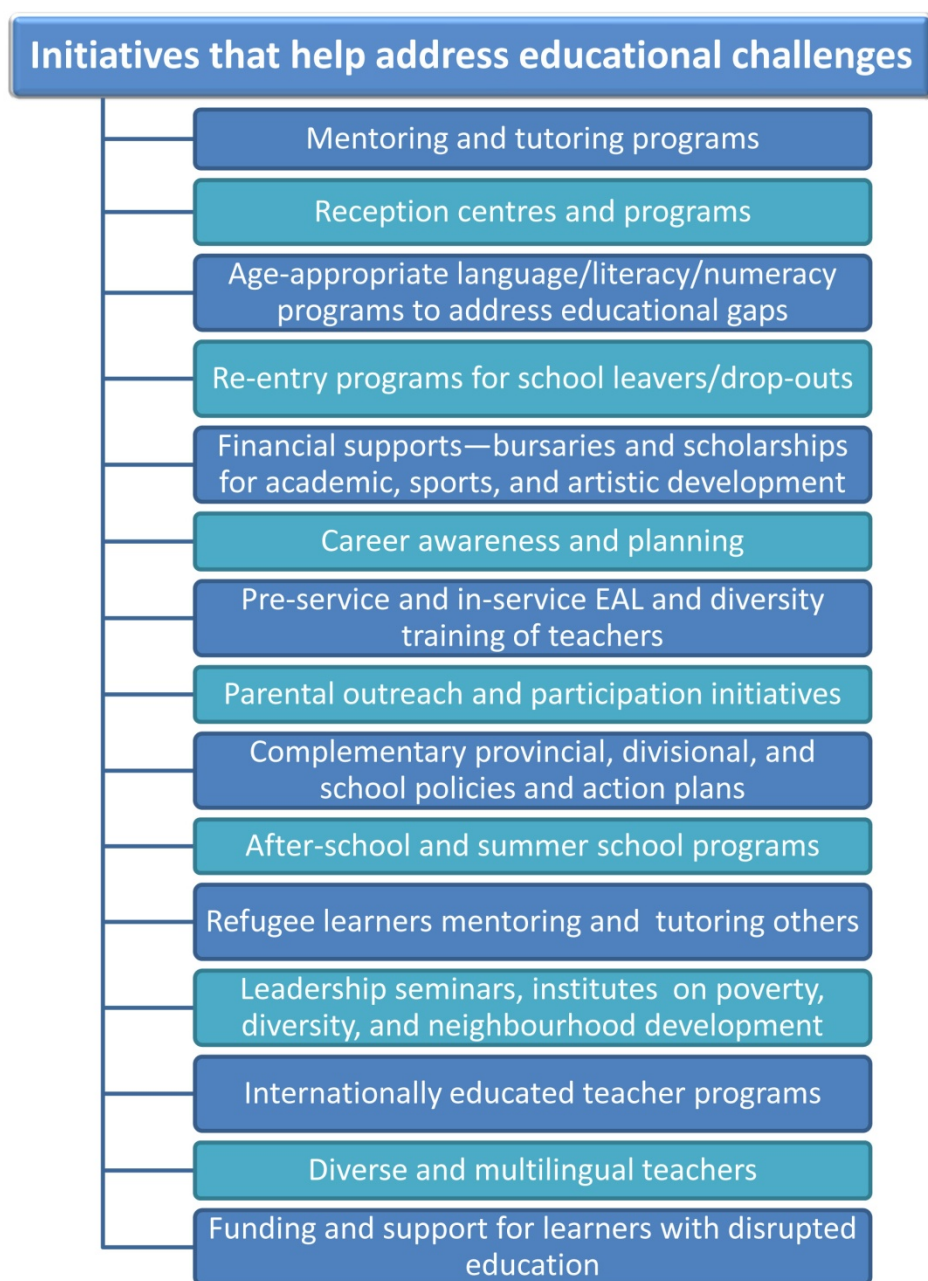 Initiatives that help address educational challenges
Mentoring and tutoring programs
Reception centres and programs
Age-appropriate language/literacy/numeracy
programs to address educational gaps
Re-entry programs for school leavers/drop-outs
Financial supports—bursaries and scholarships
for academic, sports, and artistic development
Career awareness and planning
Pre-service and in-service EAL and diversity
training of teachers
Parental outreach and participation initiatives
Complementary provincial, divisional, and
school policies and action plans
After-school and summer school programs
Refugee learners mentoring and  tutoring others
Leadership seminars, institutes  on poverty,
diversity, and neighbourhood development
Internationally educated teacher programs
Diverse and multilingual teachers
Funding and support for learners with disrupted
education